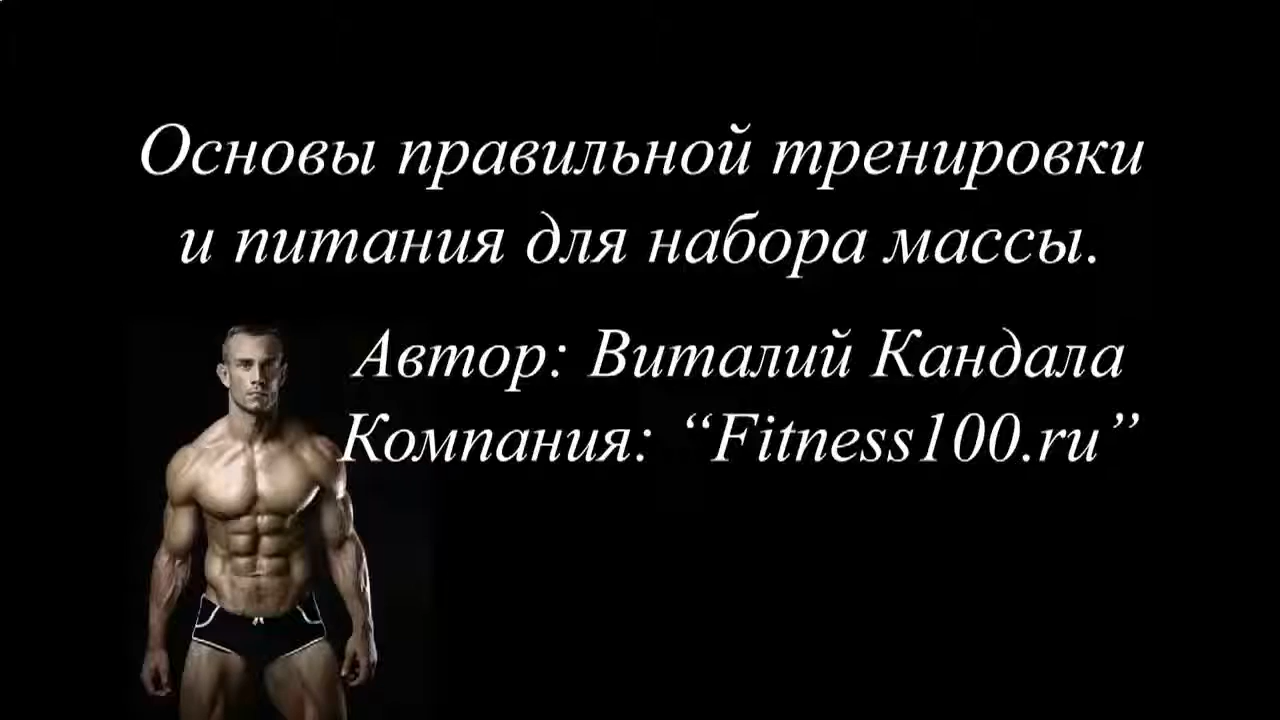 Основы правильной тренировки
и питания для набора массы.
Автор: Виталий Кандала
Компания: “Fitness100.ru”